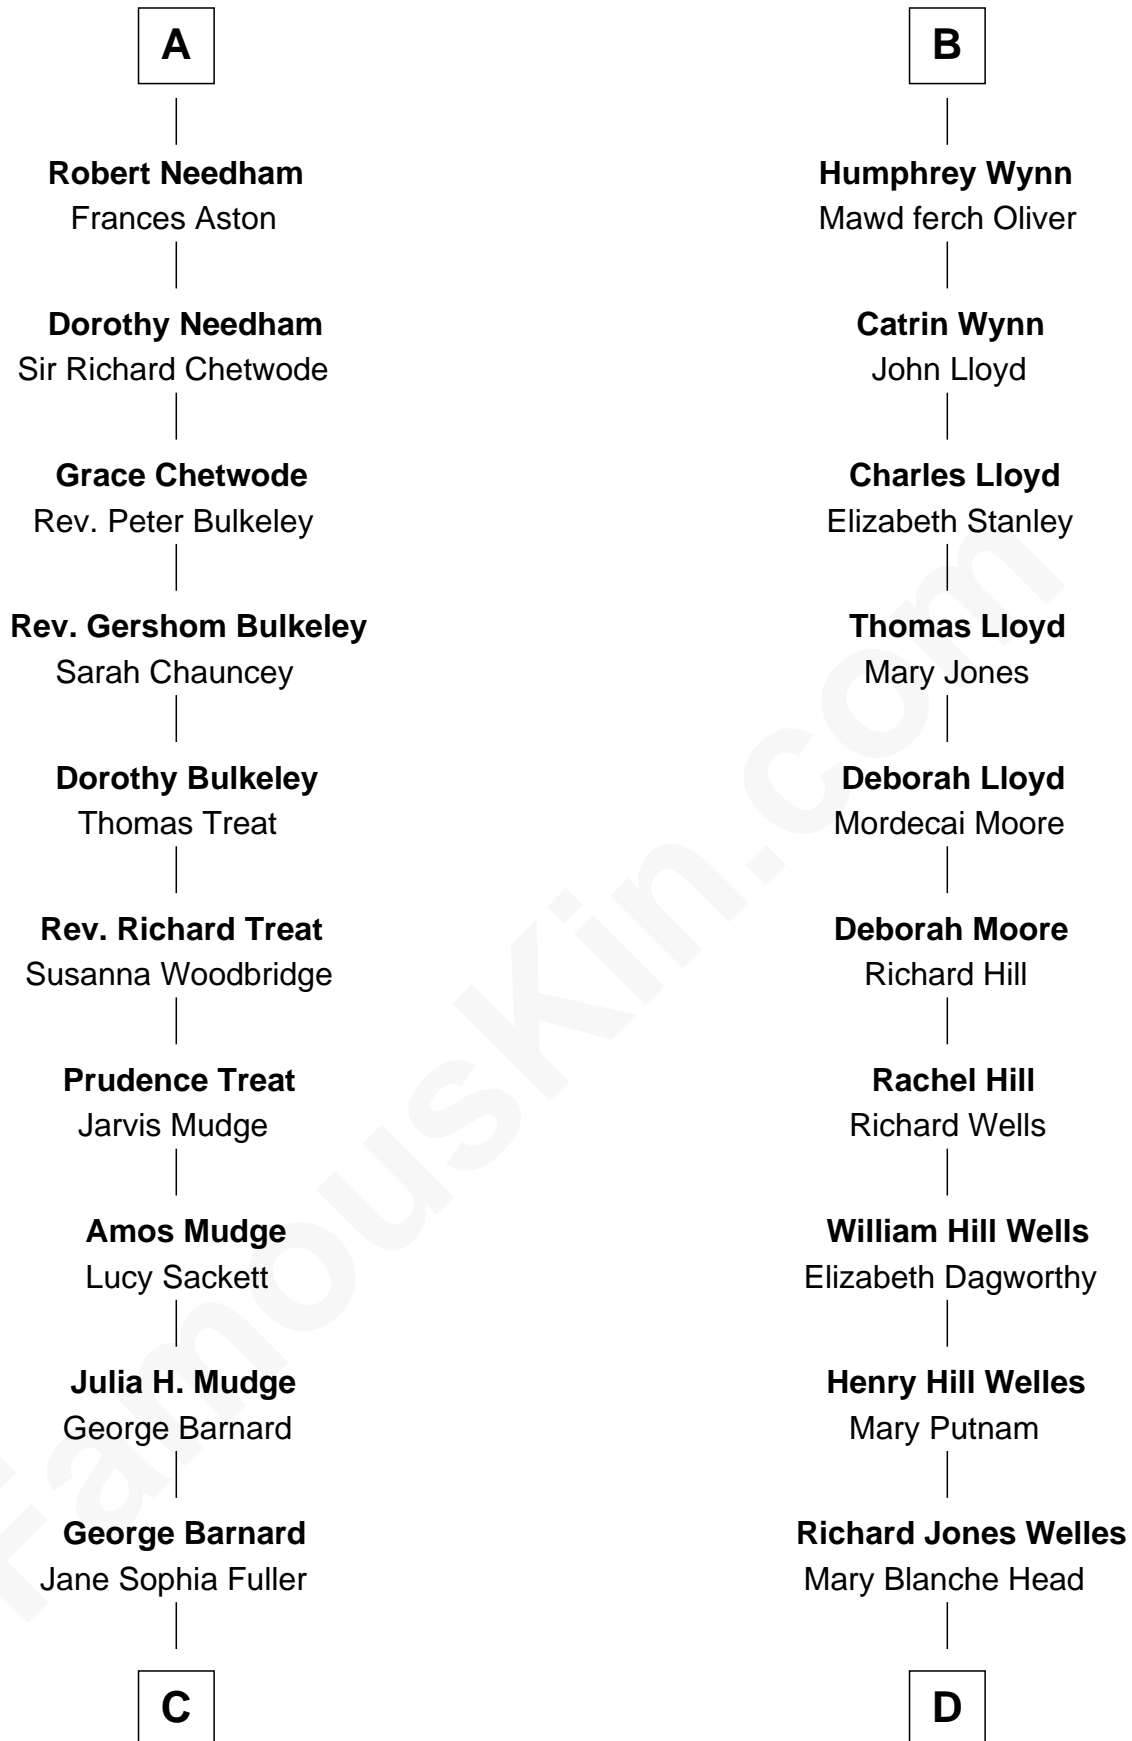 A
Robert Needham
Frances Aston
Dorothy Needham
Sir Richard Chetwode
Grace Chetwode
Rev. Peter Bulkeley
Rev. Gershom Bulkeley
Sarah Chauncey
Dorothy Bulkeley
Thomas Treat
Rev. Richard Treat
Susanna Woodbridge
Prudence Treat
Jarvis Mudge
Amos Mudge
Lucy Sackett
Julia H. Mudge
George Barnard
George Barnard
Jane Sophia Fuller
C
B
Humphrey Wynn
Mawd ferch Oliver
Catrin Wynn
John Lloyd
Charles Lloyd
Elizabeth Stanley
Thomas Lloyd
Mary Jones
Deborah Lloyd
Mordecai Moore
Deborah Moore
Richard Hill
Rachel Hill
Richard Wells
William Hill Wells
Elizabeth Dagworthy
Henry Hill Welles
Mary Putnam
Richard Jones Welles
Mary Blanche Head
D
FamousKin.com